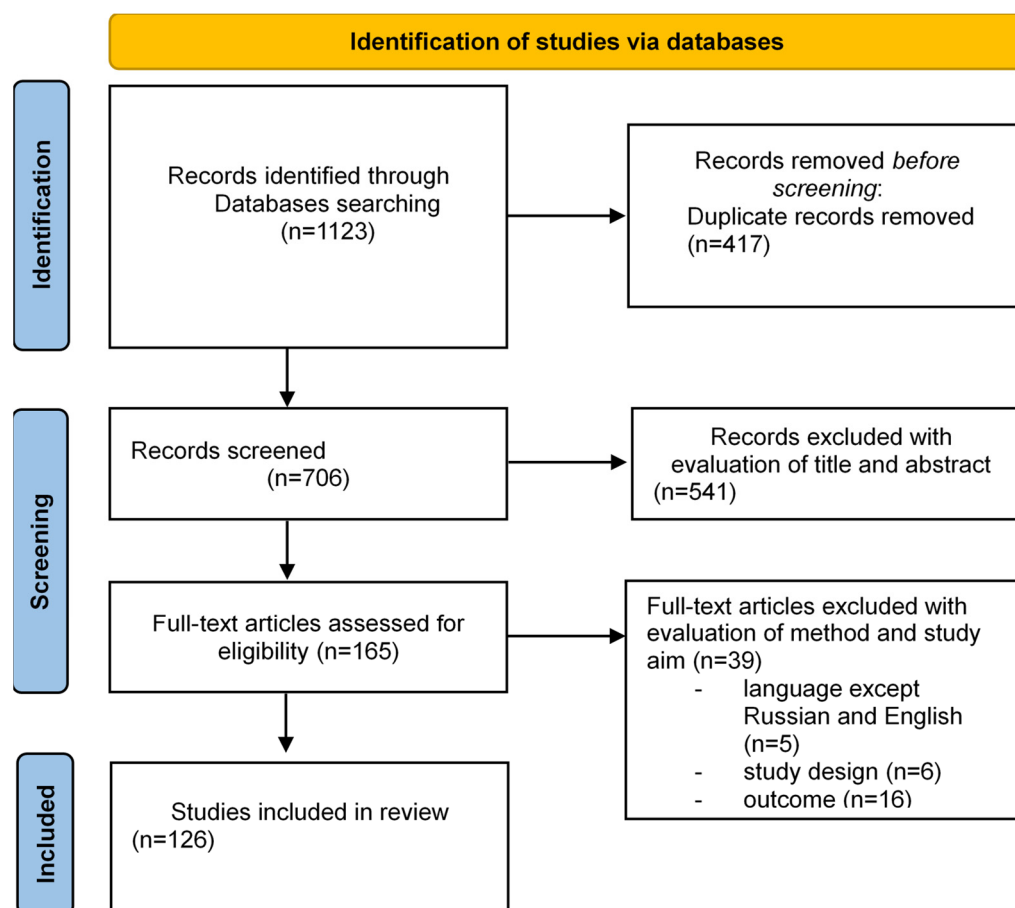 Identification of studies via databases
Identification
Records identified through
Databases searching
(n=1123)
Records removed before
screening:
Duplicate records removed
(n=417)
Screening
Records screened
(n=706)
Records excluded with
evaluation of title and abstract
(n=541)
Full-text articles assessed for
eligibility (n=165)
Full-text articles excluded with
evaluation of method and study
aim (n=39)
- language except
Russian and English
(n=5)
- study design (n=6)
- outcome (n=16)
Included
Studies included in review
(n=126)